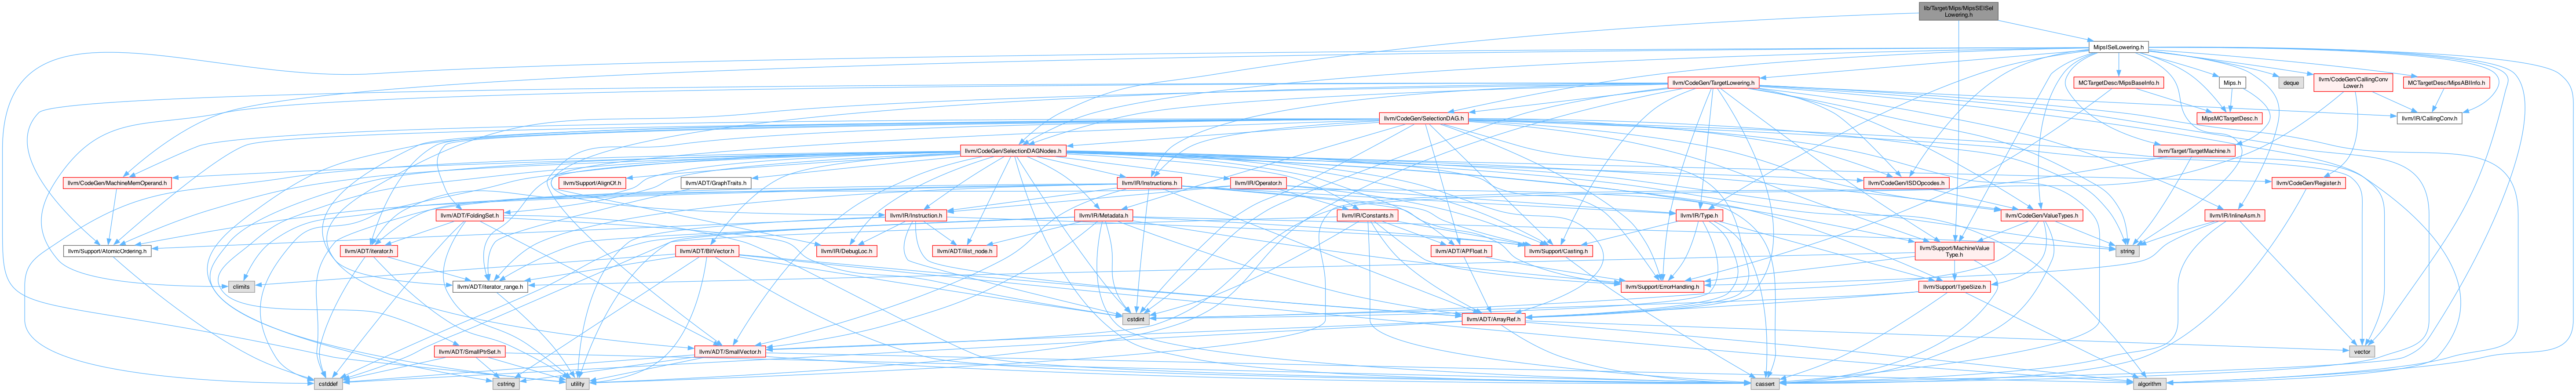 lib/Target/Mips/MipsSEISel
Lowering.h
MipsISelLowering.h
llvm/CodeGen/TargetLowering.h
MCTargetDesc/MipsBaseInfo.h
Mips.h
deque
llvm/CodeGen/CallingConv
Lower.h
MCTargetDesc/MipsABIInfo.h
llvm/CodeGen/SelectionDAG.h
MipsMCTargetDesc.h
llvm/IR/CallingConv.h
llvm/CodeGen/SelectionDAGNodes.h
llvm/Target/TargetMachine.h
llvm/CodeGen/MachineMemOperand.h
llvm/Support/AlignOf.h
llvm/ADT/GraphTraits.h
llvm/IR/Instructions.h
llvm/IR/Operator.h
llvm/CodeGen/ISDOpcodes.h
llvm/CodeGen/Register.h
llvm/ADT/FoldingSet.h
llvm/IR/Instruction.h
llvm/IR/Metadata.h
llvm/IR/Constants.h
llvm/IR/Type.h
llvm/CodeGen/ValueTypes.h
llvm/IR/InlineAsm.h
llvm/Support/AtomicOrdering.h
llvm/ADT/iterator.h
llvm/ADT/BitVector.h
llvm/IR/DebugLoc.h
llvm/ADT/ilist_node.h
llvm/Support/Casting.h
llvm/ADT/APFloat.h
llvm/Support/MachineValue
Type.h
string
climits
llvm/ADT/iterator_range.h
llvm/Support/ErrorHandling.h
llvm/Support/TypeSize.h
cstdint
llvm/ADT/ArrayRef.h
llvm/ADT/SmallPtrSet.h
llvm/ADT/SmallVector.h
vector
cstddef
cstring
utility
cassert
algorithm